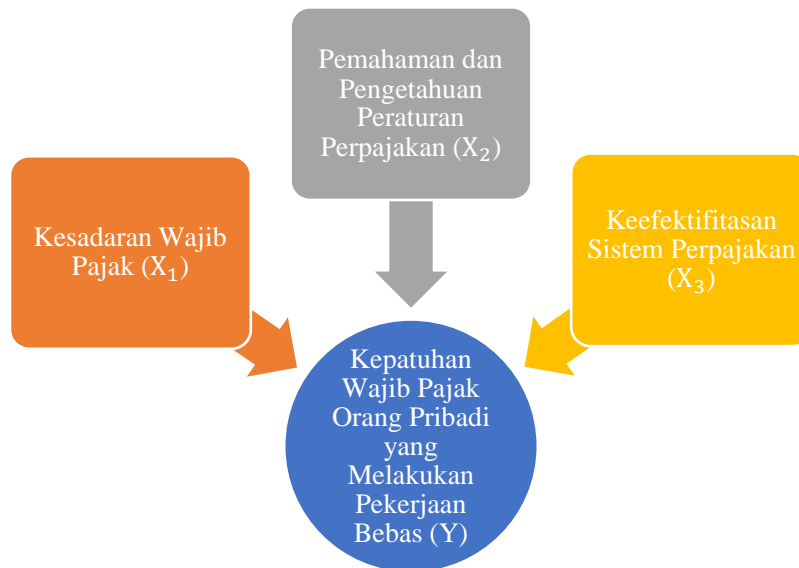 Pemahaman dan
Pengetahuan
Peraturan
Perpajakan (X₂)
Kesadaran Wajib
Pajak (X₁)
Keefektifitasan
Sistem Perpajakan
(X₃)
Kepatuhan
Wajib Pajak
Orang Pribadi
yang
Melakukan
Pekerjaan
Bebas (Y)